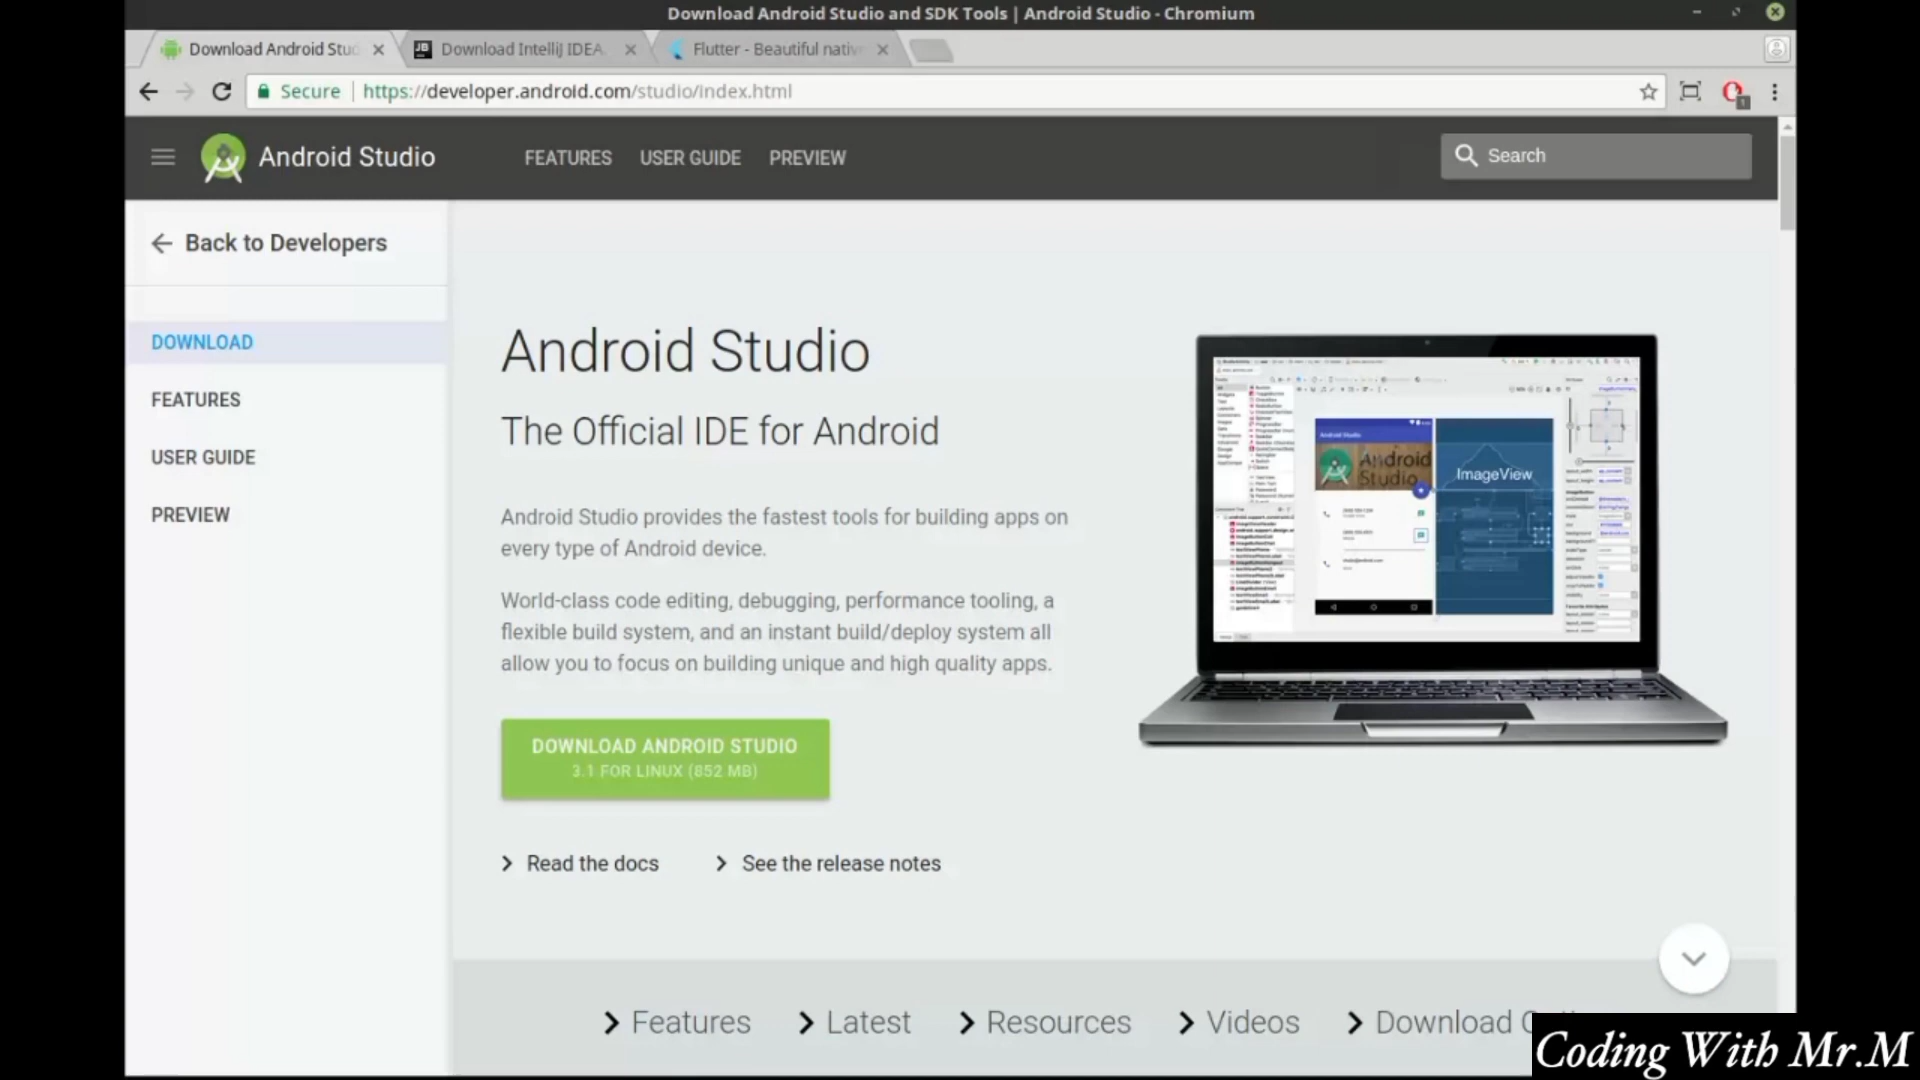 Download Android Studio and SDK Tools | Android Studio - Chromium
Download Android Stu
Download IntelliJ IDEA
Flutter - Beautiful nativ
Secure
https://developer.android.com/studio/index.html
1
Android Studio
FEATURES
USER GUIDE
PREVIEW
Search
Back to Developers
DOWNLOAD
FEATURES
USER GUIDE
PREVIEW
Android Studio
The Official IDE for Android
Android Studio provides the fastest tools for building apps on
every type of Android device.
World-class code editing, debugging, performance tooling, a
flexible build system, and an instant build/deploy system all
allow you to focus on building unique and high quality apps.
DOWNLOAD ANDROID STUDIO
3.1 FOR LINUX (852 MB)
Read the docs
See the release notes
Android Studio
Android
Studio
ImageView
Features
Latest
Resources
Videos
Download
Coding With Mr.M